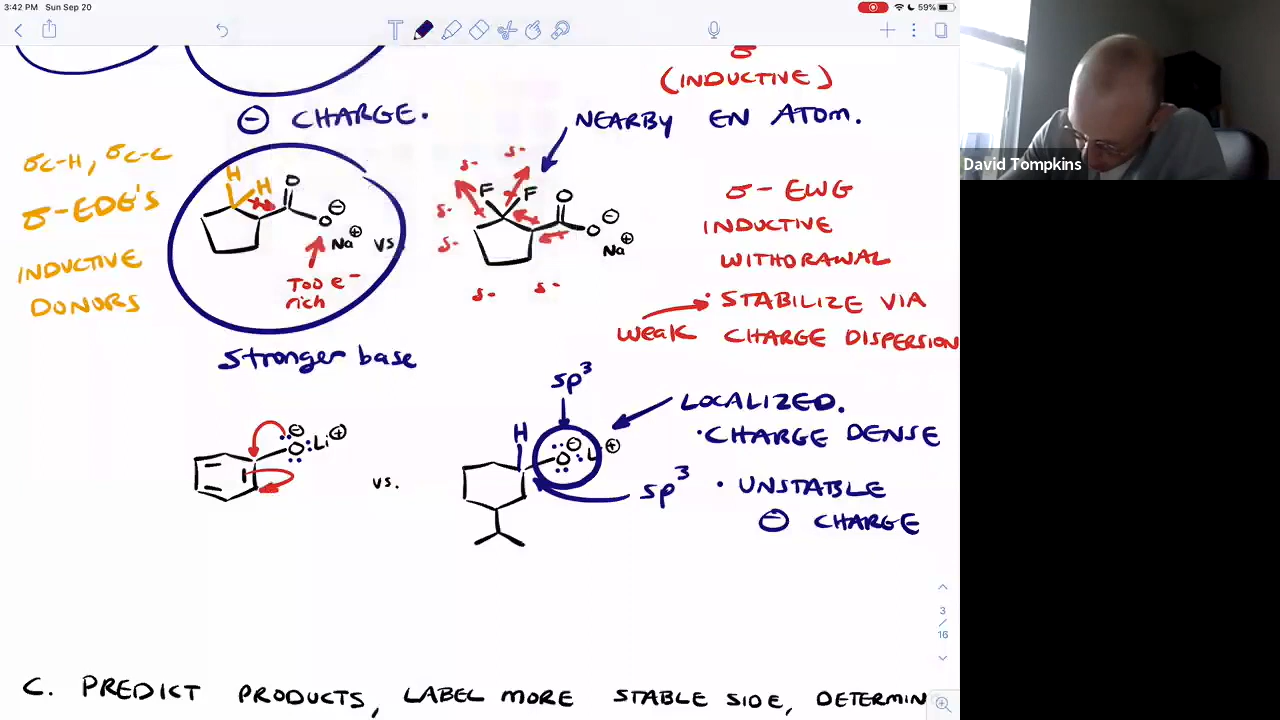 3:42 PM Sun Sep 20
59%
σ
(INDUCTIVE)
⊖ CHARGE.
NEARBY EN ATOM.
σC-H, σC-C
σ-EDG'S
INDUCTIVE
DONORS
H
H
O
O ⊖
Na ⊕
vs.
TOO e-
rich
δ- δ-
δ-
δ-
δ- δ-
F F
O
O ⊖
Na ⊕
σ-EWG
INDUCTIVE
WITHDRAWAL
• STABILIZE VIA
weak CHARGE DISPERSION
Stronger base
sp3
LOCALIZED.
• CHARGE DENSE
⊖
O Li ⊕
vs.
H
⊖
O Li ⊕
sp3
• UNSTABLE
⊖ CHARGE
C. PREDICT PRODUCTS, LABEL MORE STABLE SIDE, DETERMIN
3
/
16
David Tompkins